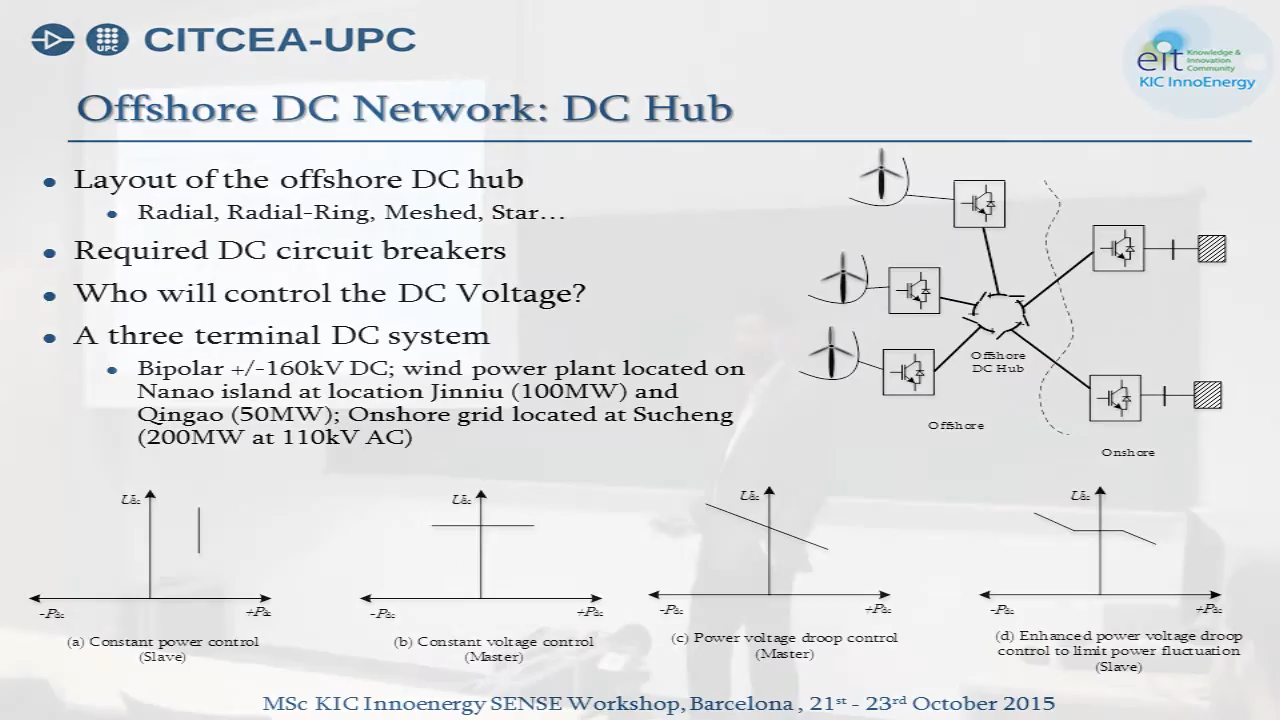 CITCEA-UPC
UPC
eit Knowledge &
Innovation
Community
KIC InnoEnergy
Offshore DC Network: DC Hub
Layout of the offshore DC hub
Radial, Radial-Ring, Meshed, Star…
Required DC circuit breakers
Who will control the DC Voltage?
A three terminal DC system
Bipolar +/-160kV DC; wind power plant located on
Nanao island at location Jinniu (100MW) and
Qingao (50MW); Onshore grid located at Sucheng
(200MW at 110kV AC)
Offshore
DC Hub
Offshore
Onshore
Udc
-Pdc
+Pdc
(a) Constant power control
(Slave)
Udc
-Pdc
+Pdc
(b) Constant voltage control
(Master)
Udc
-Pdc
+Pdc
(c) Power voltage droop control
(Master)
Udc
-Pdc
+Pdc
(d) Enhanced power voltage droop
control to limit power fluctuation
(Slave)
MSc KIC Innoenergy SENSE Workshop, Barcelona , 21st - 23rd October 2015